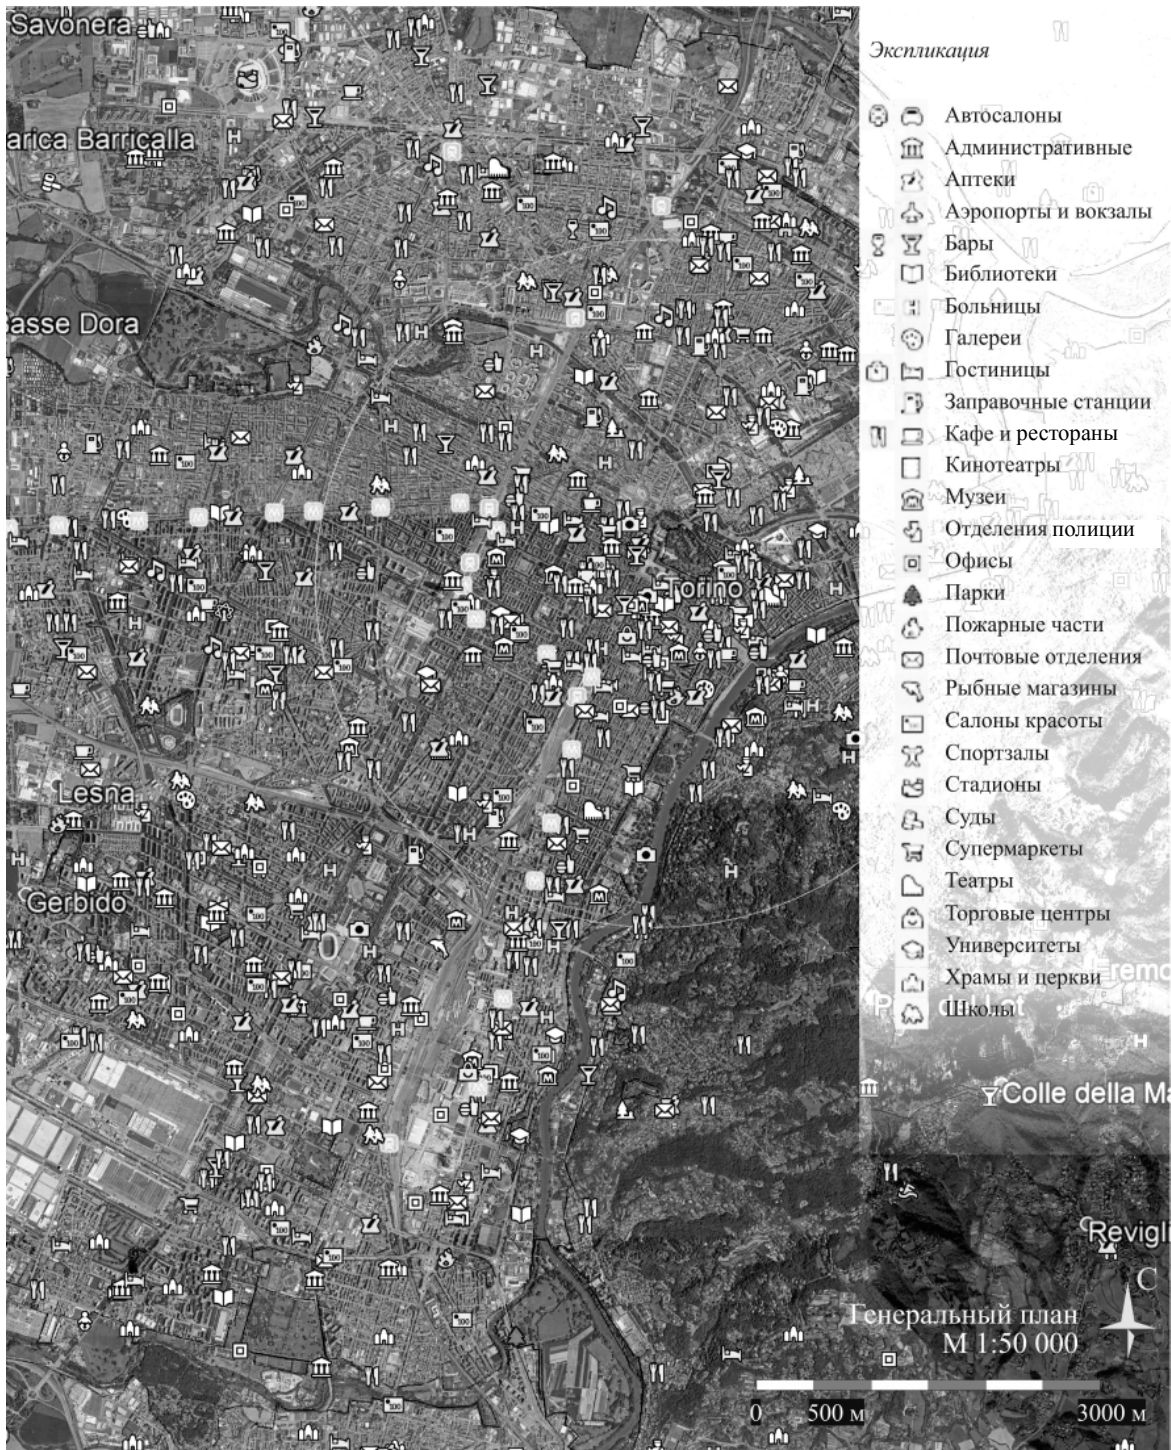 Savonera
arica Barricalla
asse Dora
Torino
Lesna
Gerbido
Экспликация
Автосалоны
Административные
Аптеки
Аэропорты и вокзалы
Бары
Библиотеки
Больницы
Галереи
Гостиницы
Заправочные станции
Кафе и рестораны
Кинотеатры
Музеи
Отделения полиции
Офисы
Парки
Пожарные части
Почтовые отделения
Рыбные магазины
Салоны красоты
Спортзалы
Стадионы
Суды
Супермаркеты
Театры
Торговые центры
Университеты
Храмы и церкви
Школы
Eremo
Colle della Ma
Revigli
С
Генеральный план
М 1:50 000
0 500 м 3000 м